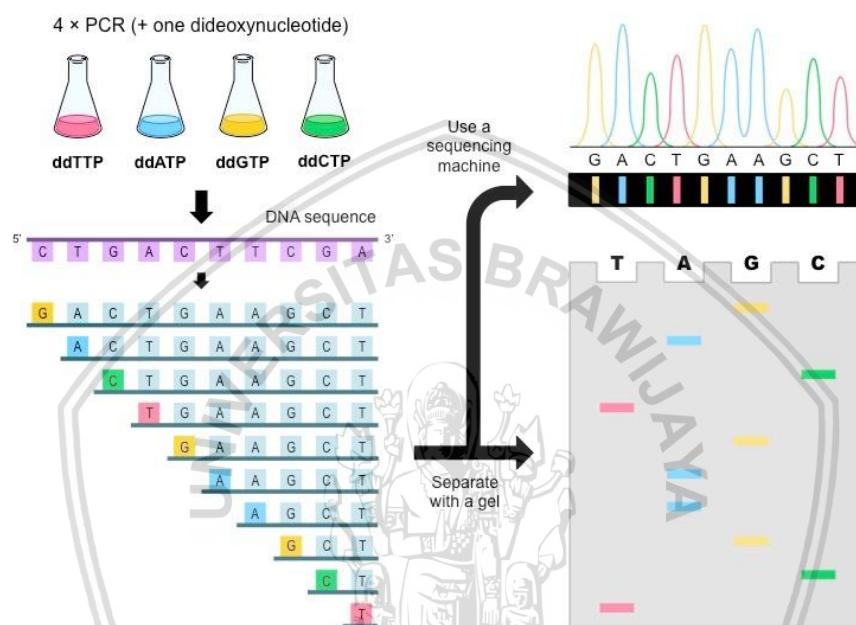 4 × PCR (+ one dideoxynucleotide)
ddTTP ddATP ddGTP ddCTP
DNA sequence
5' 3'
C T G A C T T C G A
G A C T G A A G C T
A C T G A A G C T
C T G A A G C T
T G A A G C T
G A A G C T
A A G C T
A G C T
G C T
C T
T
Use a
sequencing
machine
Separate
with a gel
G A C T G A A G C T
T A G C
UNIVERSITAS BRAWIJAYA